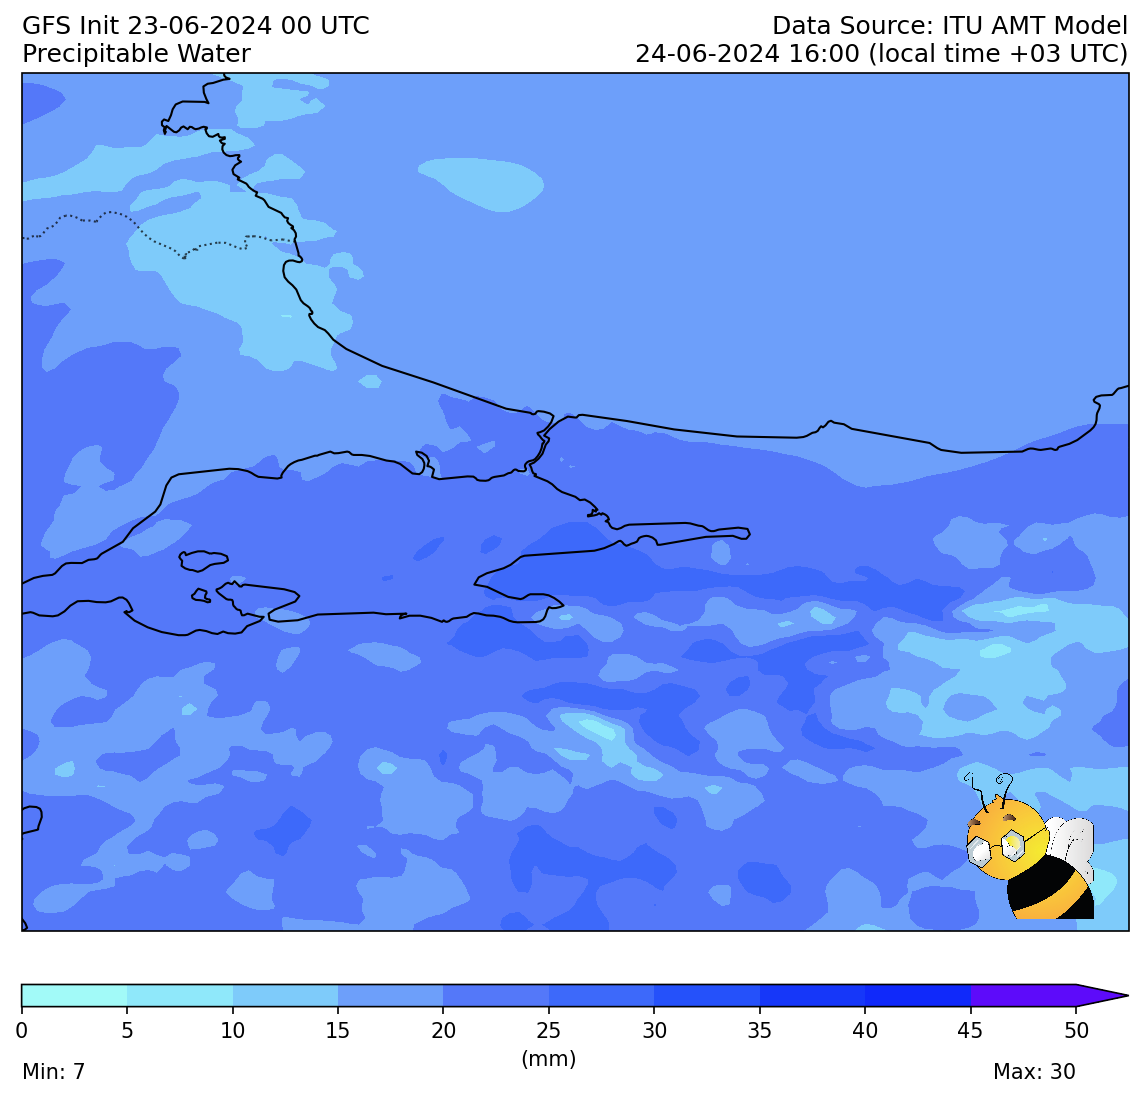 GFS Init 23-06-2024 00 UTC
Data Source: ITU AMT Model
Precipitable Water
24-06-2024 16:00 (local time +03 UTC)
0 5 10 15 20 25 30 35 40 45 50
(mm)
Min: 7
Max: 30